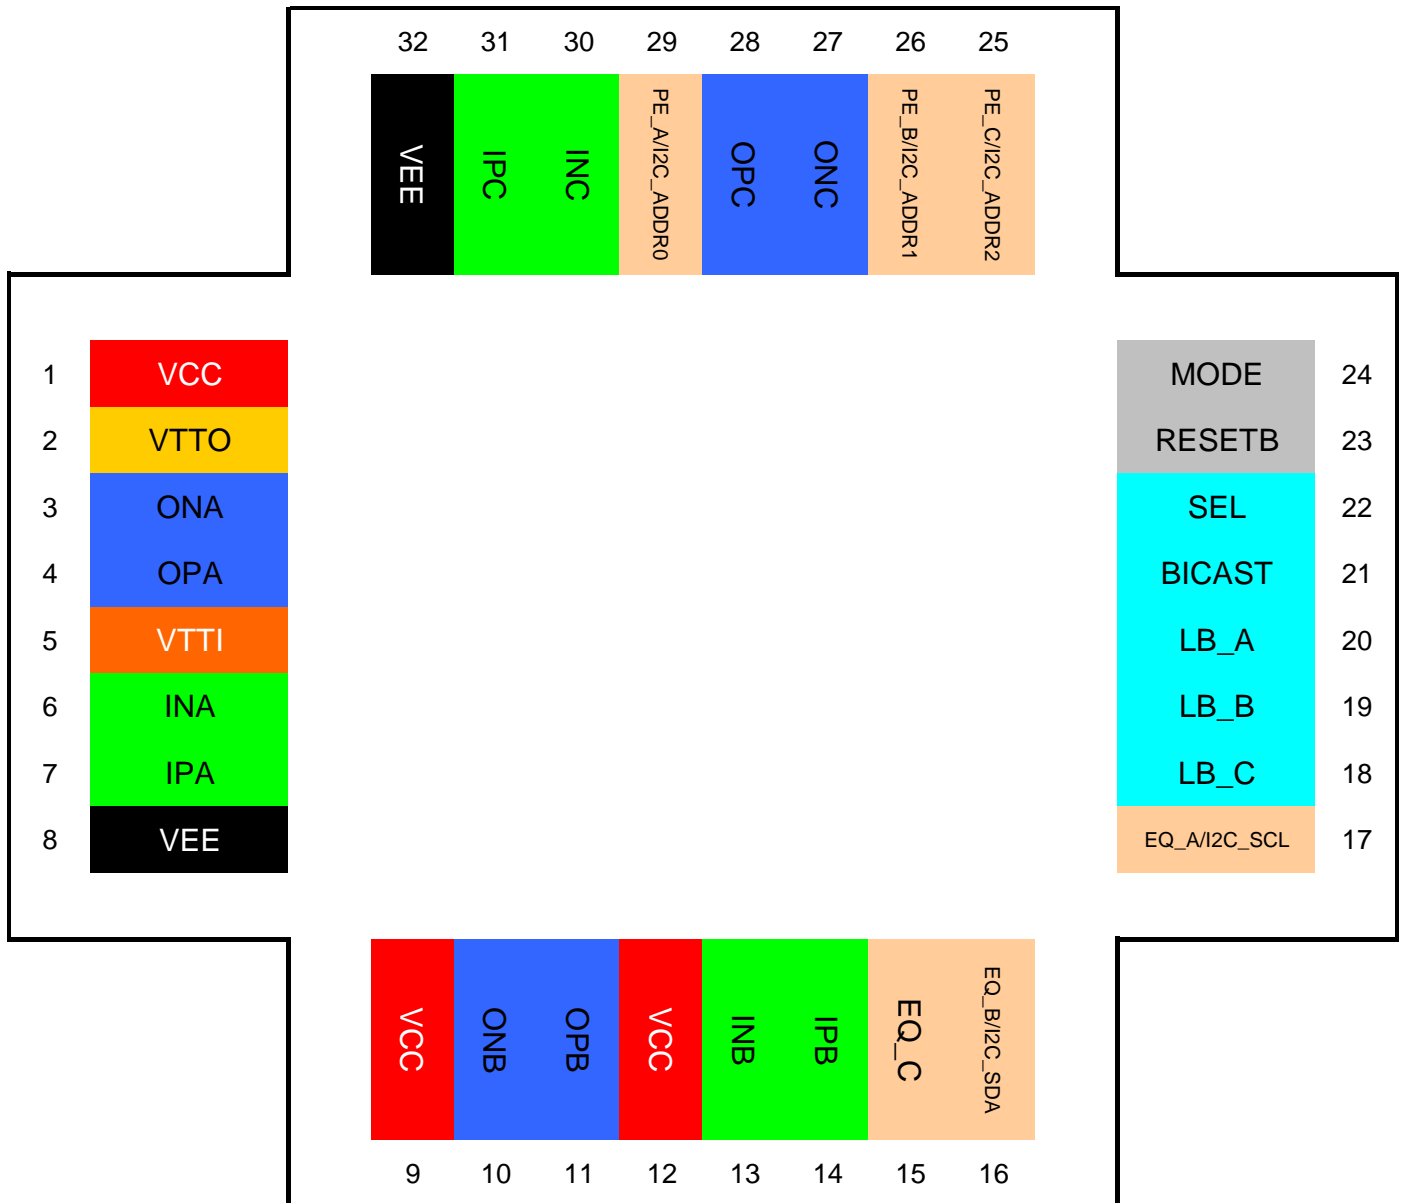 32 31 30 29 28 27 26 25
VEE IPC INC PE_A/I2C_ADDR0 OPC ONC PE_B/I2C_ADDR1 PE_C/I2C_ADDR2
1 VCC
2 VTTO
3 ONA
4 OPA
5 VTTI
6 INA
7 IPA
8 VEE
MODE 24
RESETB 23
SEL 22
BICAST 21
LB_A 20
LB_B 19
LB_C 18
EQ_A/I2C_SCL 17
VCC ONB OPB VCC INB IPB EQ_C EQ_B/I2C_SDA
9 10 11 12 13 14 15 16